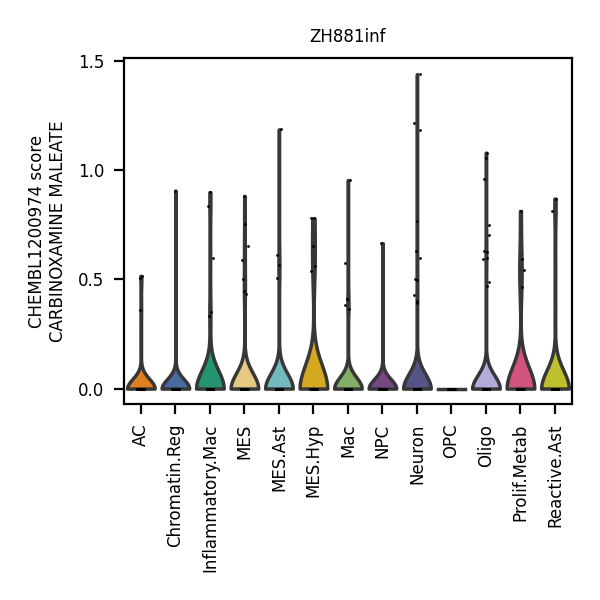 ZH881inf
CHEMBL1200974 score
CARBINOXAMINE MALEATE
1.5
1.0
0.5
0.0
AC
Chromatin.Reg
Inflammatory.Mac
MES
MES.Ast
MES.Hyp
Mac
NPC
Neuron
OPC
Oligo
Prolif.Metab
Reactive.Ast